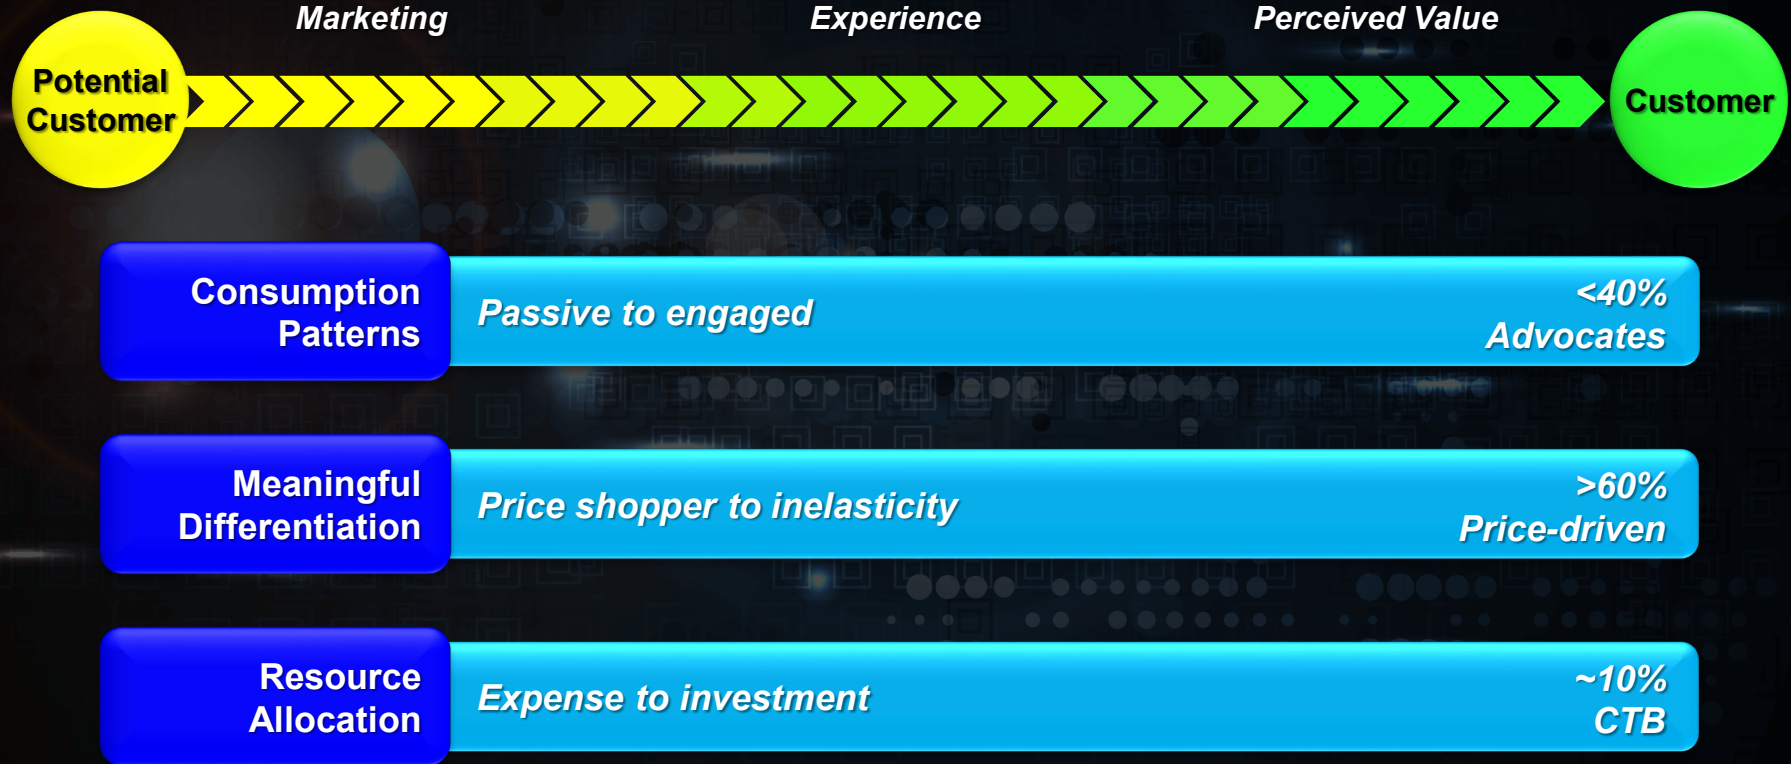 Marketing
Experience
Perceived Value
Potential
Customer
Customer
Consumption
Patterns
Passive to engaged
<40%
Advocates
Meaningful
Differentiation
Price shopper to inelasticity
>60%
Price-driven
Resource
Allocation
Expense to investment
~10%
CTB